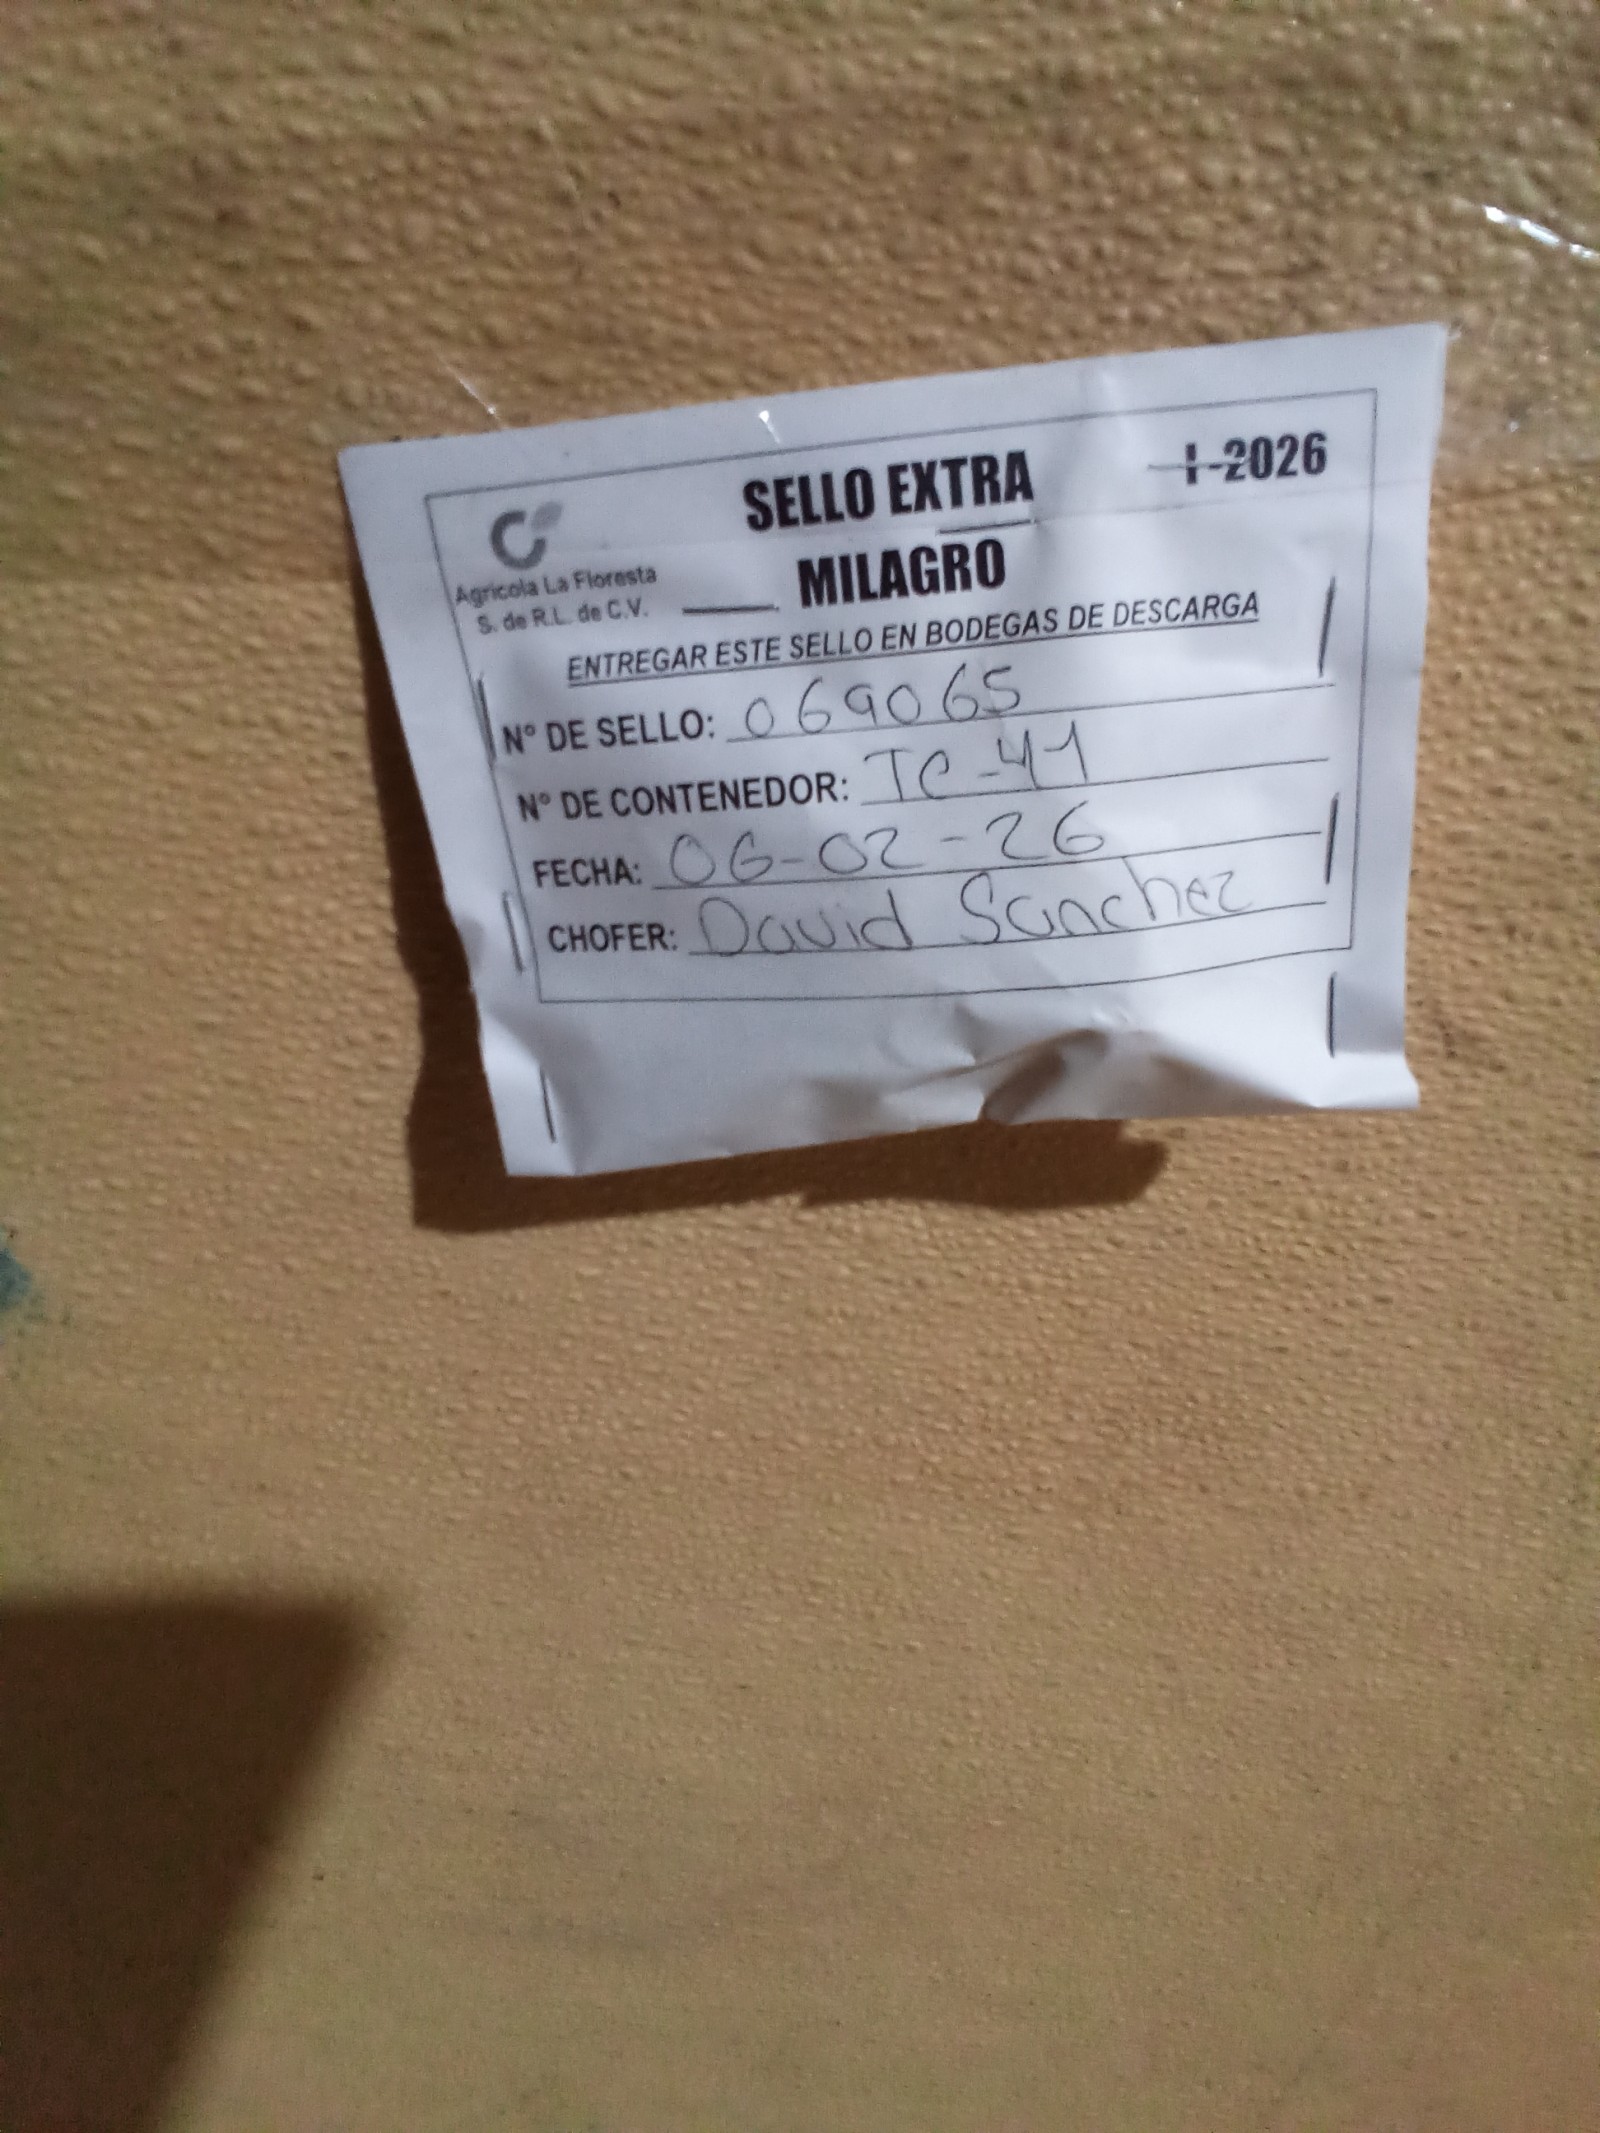 SELLO EXTRA
I-2026
MILAGRO
Agricola La Floresta
S. de R.L. de C.V.
ENTREGAR ESTE SELLO EN BODEGAS DE DESCARGA
N° DE SELLO: 069065
N° DE CONTENEDOR: TC-41
FECHA: 06-02-26
CHOFER: David Sanchez